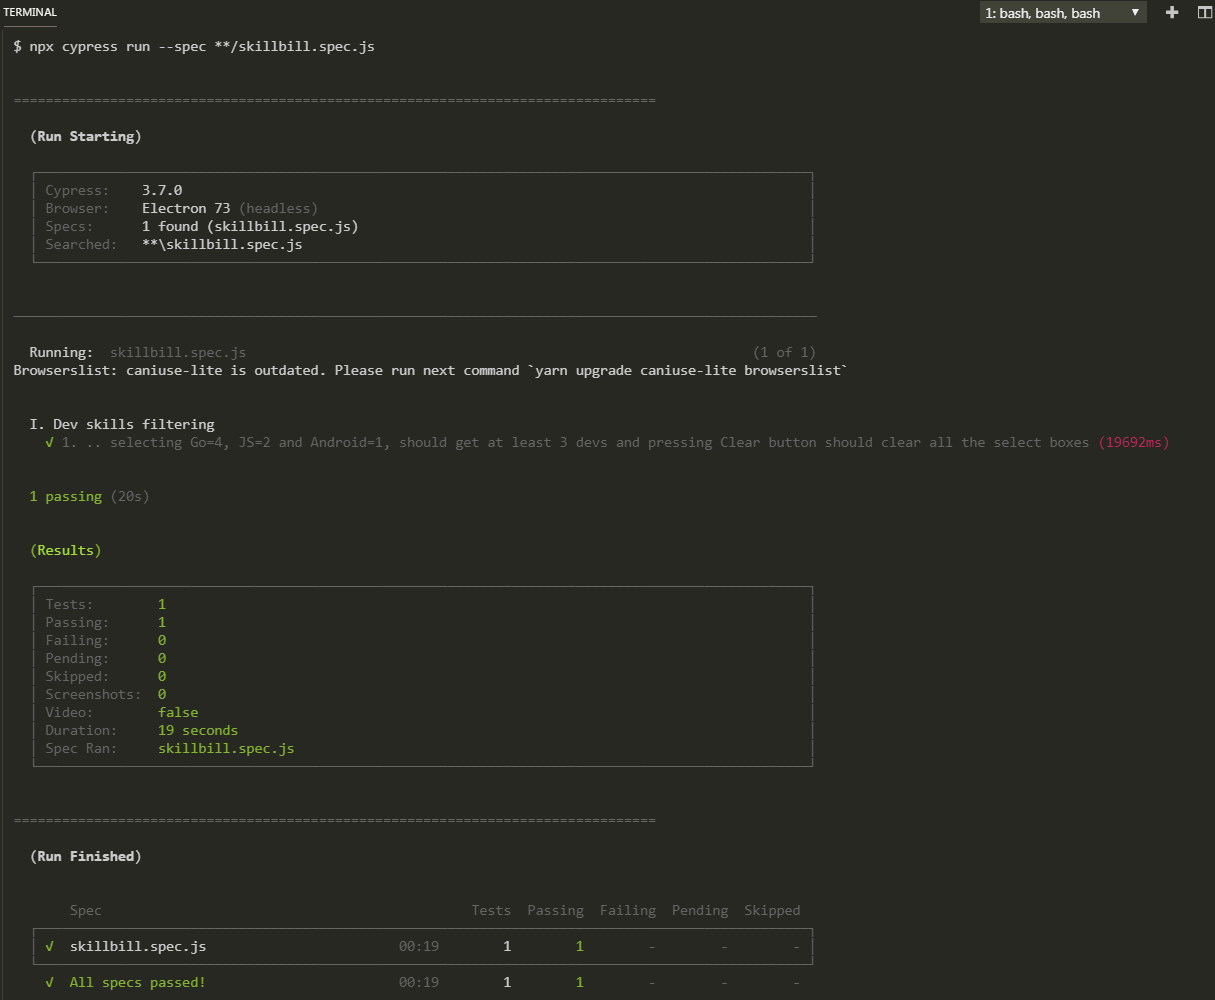 TERMINAL
1: bash, bash, bash
$ npx cypress run --spec **/skillbill.spec.js
================================================================================
(Run Starting)
Cypress: 3.7.0
Browser: Electron 73 (headless)
Specs: 1 found (skillbill.spec.js)
Searched: **\skillbill.spec.js
Running: skillbill.spec.js (1 of 1)
Browserslist: caniuse-lite is outdated. Please run next command `yarn upgrade caniuse-lite browserslist`
I. Dev skills filtering
√ 1. .. selecting Go=4, JS=2 and Android=1, should get at least 3 devs and pressing Clear button should clear all the select boxes (19692ms)
1 passing (20s)
(Results)
Tests: 1
Passing: 1
Failing: 0
Pending: 0
Skipped: 0
Screenshots: 0
Video: false
Duration: 19 seconds
Spec Ran: skillbill.spec.js
================================================================================
(Run Finished)
Spec Tests Passing Failing Pending Skipped
√ skillbill.spec.js 00:19 1 1 - - -
√ All specs passed! 00:19 1 1 - - -